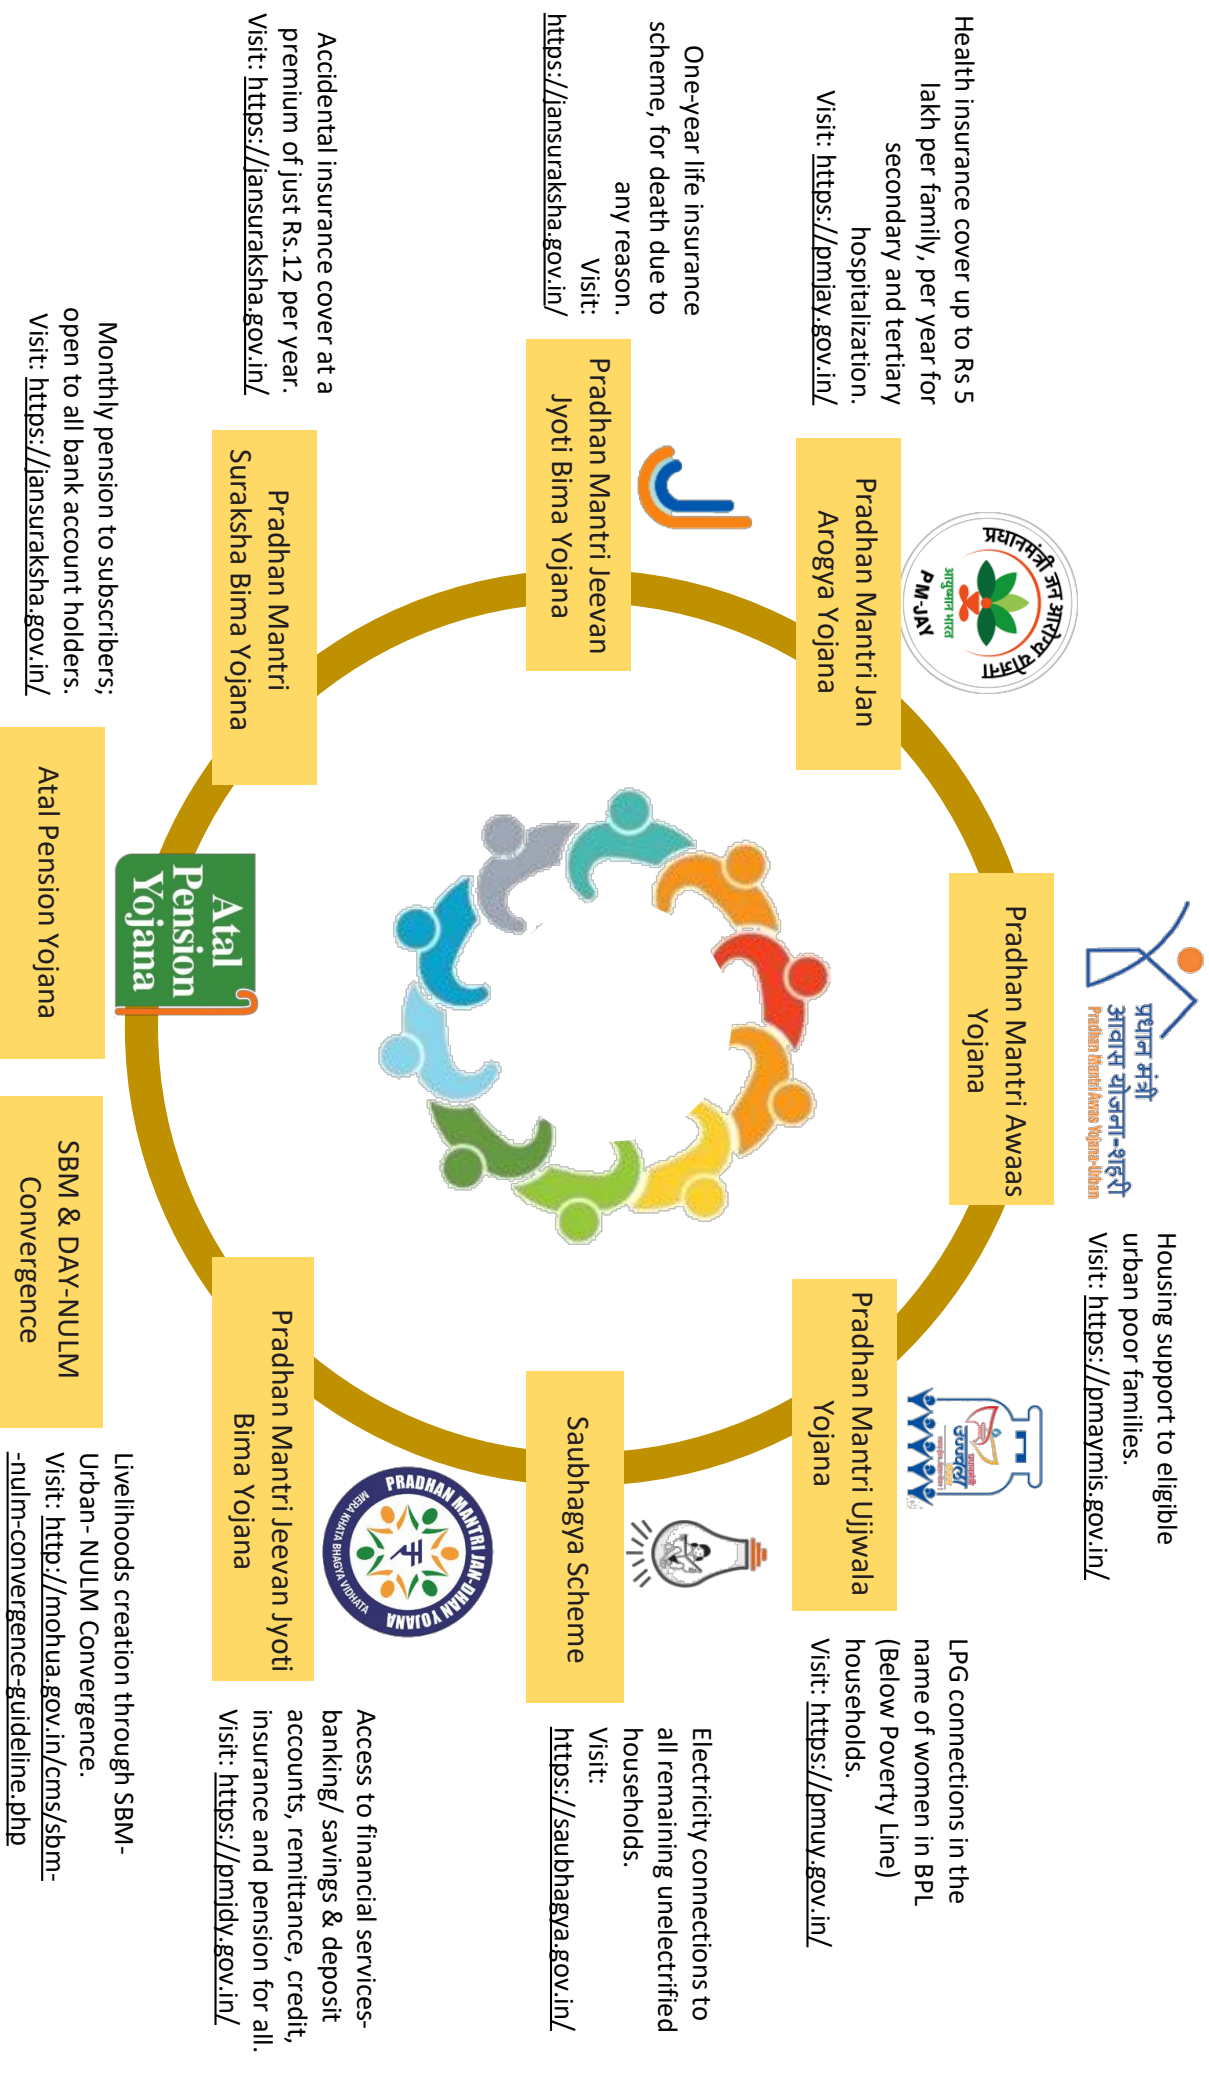 प्रधान मंत्री
आवास योजना-शहरी
Pradhan Mantri Awas Yojana-Urban
Pradhan Mantri Awaas
Yojana
Housing support to eligible
urban poor families.
Visit: https://pmaymis.gov.in/
प्रधानमंत्री जन आरोग्य योजना
आयुष्मान भारत
PM-JAY
Health insurance cover up to Rs 5
lakh per family, per year for
secondary and tertiary
hospitalization.
Visit: https://pmjay.gov.in/
Pradhan Mantri Jan
Arogya Yojana
उज्ज्वला
Pradhan Mantri Ujjwala
Yojana
LPG connections in the
name of women in BPL
(Below Poverty Line)
households.
Visit: https://pmuy.gov.in/
One-year life insurance
scheme, for death due to
any reason.
Visit:
https://jansuraksha.gov.in/
Pradhan Mantri Jeevan
Jyoti Bima Yojana
Saubhagya Scheme
Electricity connections to
all remaining unelectrified
households.
Visit:
https://saubhagya.gov.in/
Accidental insurance cover at a
premium of just Rs.12 per year.
Visit: https://jansuraksha.gov.in/
Pradhan Mantri
Suraksha Bima Yojana
PRADHAN MANTRI JAN-DHAN YOJANA
MERA KHATA BHAGYA VIDHATA
Pradhan Mantri Jeevan Jyoti
Bima Yojana
Access to financial services-
banking/ savings & deposit
accounts, remittance, credit,
insurance and pension for all.
Visit: https://pmjdy.gov.in/
Atal
Pension
Yojana
Monthly pension to subscribers;
open to all bank account holders.
Visit: https://jansuraksha.gov.in/
Atal Pension Yojana
SBM & DAY-NULM
Convergence
Livelihoods creation through SBM-
Urban- NULM Convergence.
Visit: http://mohua.gov.in/cms/sbm-
-nulm-convergence-guideline.php